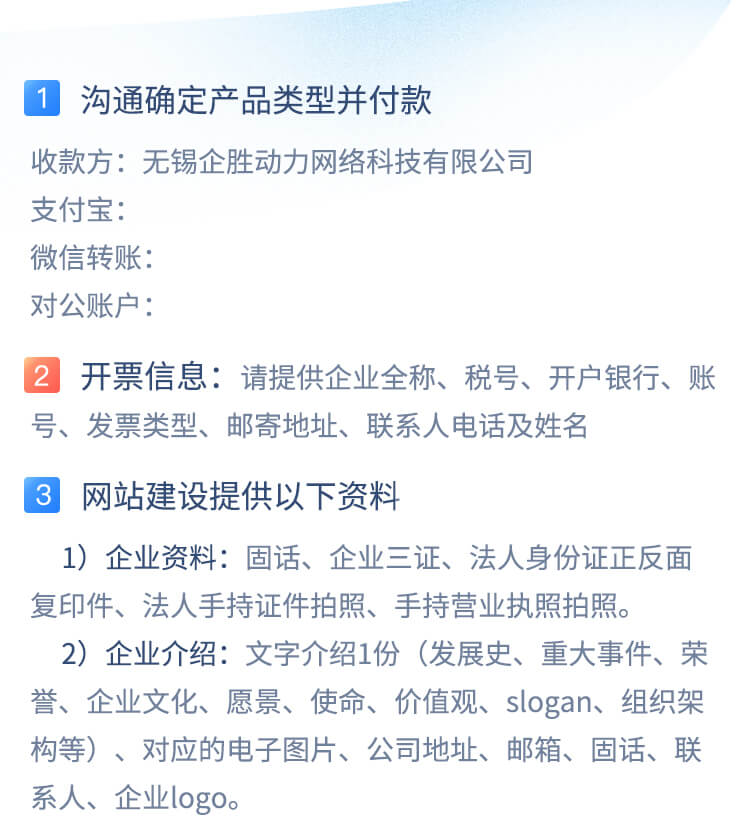 1 沟通确定产品类型并付款
收款方：无锡企胜动力网络科技有限公司
支付宝：
微信转账：
对公账户：
2 开票信息：请提供企业全称、税号、开户银行、账
号、发票类型、邮寄地址、联系人电话及姓名
3 网站建设提供以下资料
1）企业资料：固话、企业三证、法人身份证正反面
复印件、法人手持证件拍照、手持营业执照拍照。
2）企业介绍：文字介绍1份（发展史、重大事件、荣
誉、企业文化、愿景、使命、价值观、slogan、组织架
构等）、对应的电子图片、公司地址、邮箱、固话、联
系人、企业logo。